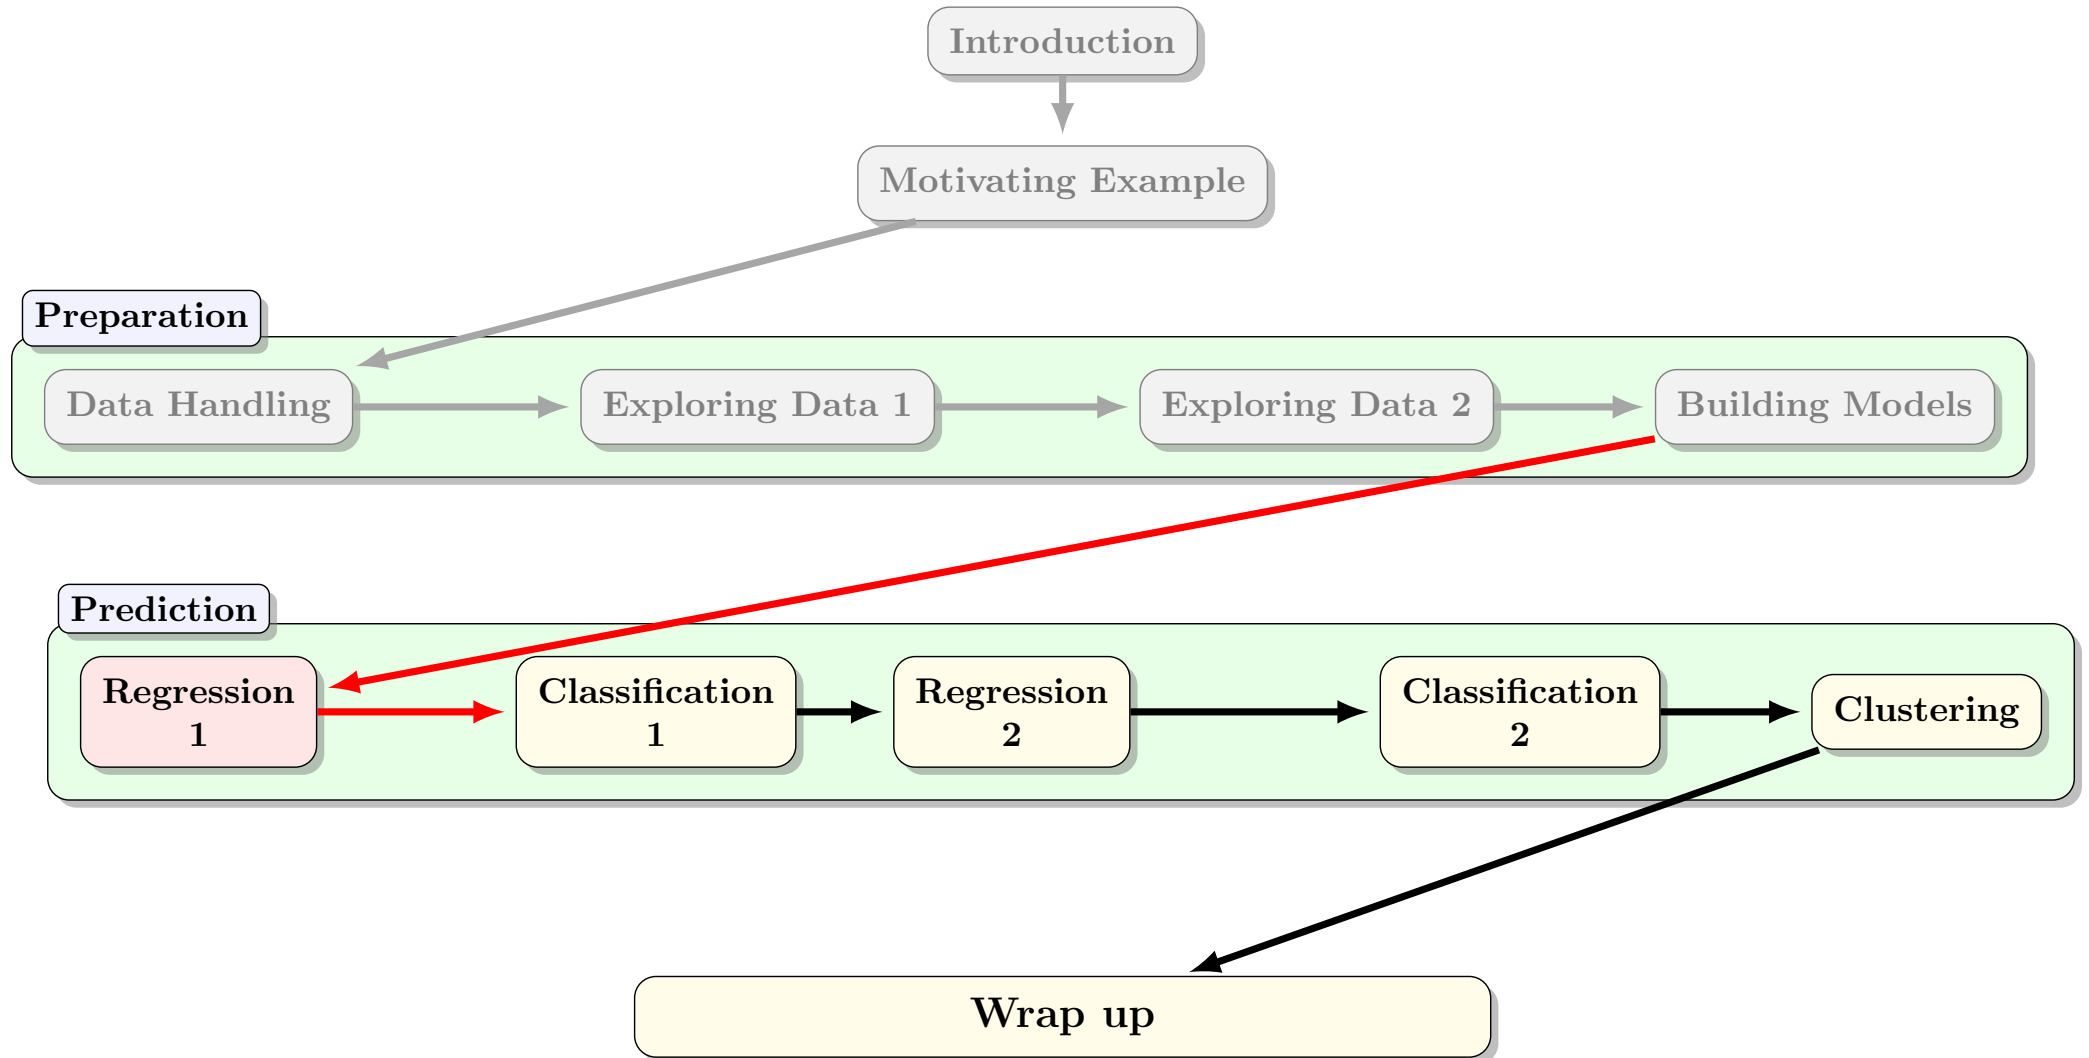 Introduction
Motivating Example
Preparation
Data Handling
Exploring Data 1
Exploring Data 2
Building Models
Prediction
Regression
1
Classification
1
Regression
2
Classification
2
Clustering
Wrap up